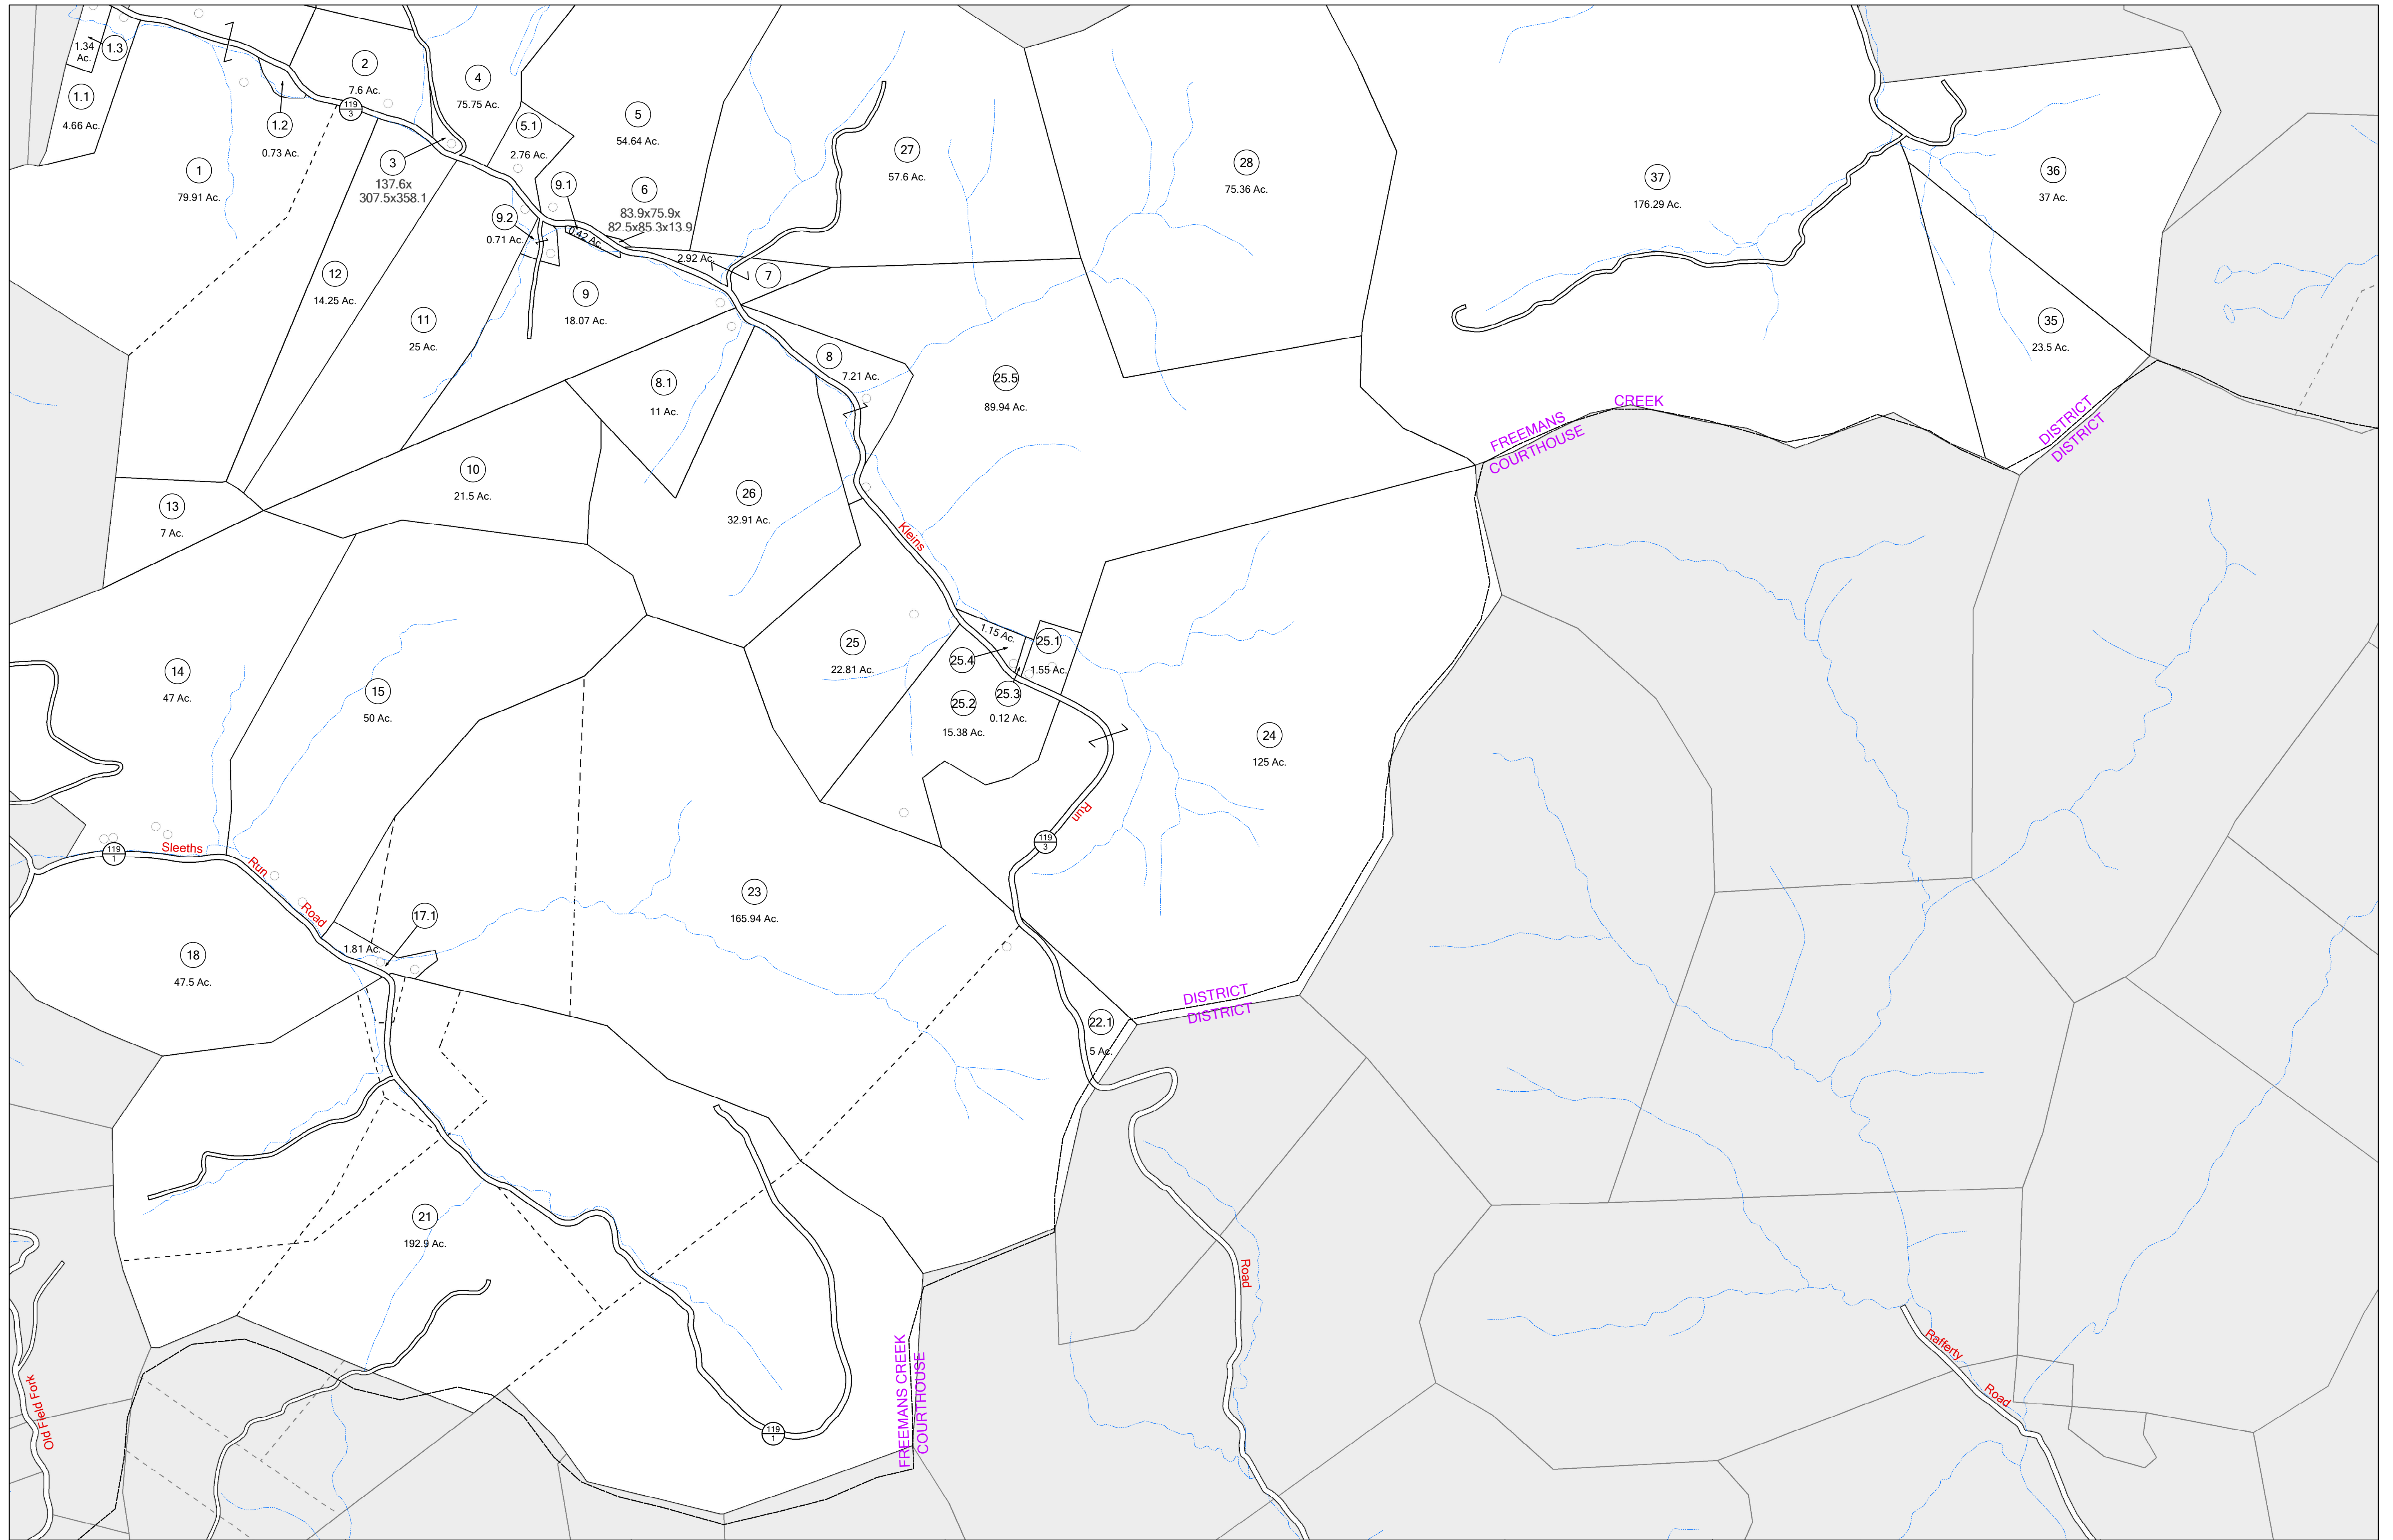 1.34
Ac.
1.3
1.1
4.66 Ac.
1
79.91 Ac.
1.2
0.73 Ac.
2
7.6 Ac.
119
3
3
137.6x
307.5x358.1
4
75.75 Ac.
5.1
2.76 Ac.
5
54.64 Ac.
9.1
0.42 Ac.
9.2
0.71 Ac.
6
83.9x75.9x
82.5x85.3x13.9
2.92 Ac.
7
27
57.6 Ac.
28
75.36 Ac.
37
176.29 Ac.
36
37 Ac.
35
23.5 Ac.
12
14.25 Ac.
11
25 Ac.
9
18.07 Ac.
8
7.21 Ac.
8.1
11 Ac.
25.5
89.94 Ac.
FREEMANS
CREEK
DISTRICT
COURTHOUSE
DISTRICT
13
7 Ac.
10
21.5 Ac.
26
32.91 Ac.
Kleins
14
47 Ac.
15
50 Ac.
25
22.81 Ac.
1.15 Ac.
25.4
25.1
1.55 Ac.
25.3
0.12 Ac.
25.2
15.38 Ac.
24
125 Ac.
Run
119
3
119
1
Sleeths
Run
Road
17.1
1.81 Ac.
18
47.5 Ac.
23
165.94 Ac.
22.1
5 Ac.
DISTRICT
DISTRICT
21
192.9 Ac.
Road
Rafferty
Road
Old Field Fork
FREEMANS CREEK
COURTHOUSE
119
1